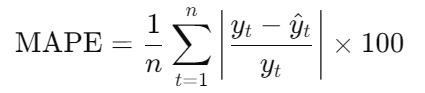 MAPE = \frac{1}{n} \sum_{t=1}^{n} \left| \frac{y_t - \hat{y}_t}{y_t} \right| \times 100